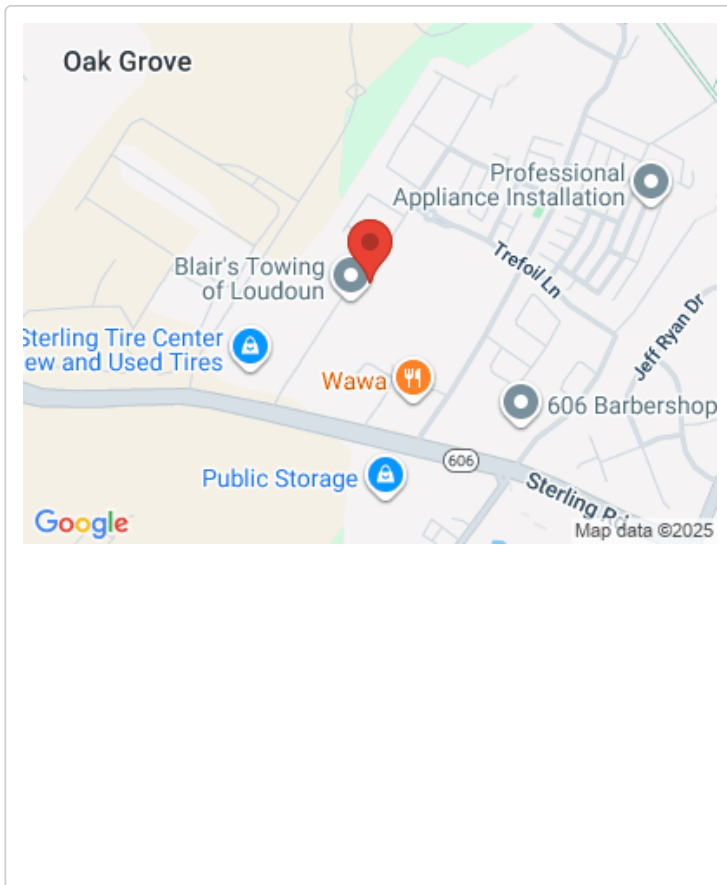 Oak Grove
Professional
Appliance Installation
Trefoil Ln
Blair's Towing
of Loudoun
Jeff Ryan Dr
Sterling Tire Center
ew and Used Tires
Wawa
606 Barbershop
606
Public Storage
Sterling Rd
Google
Map data ©2025